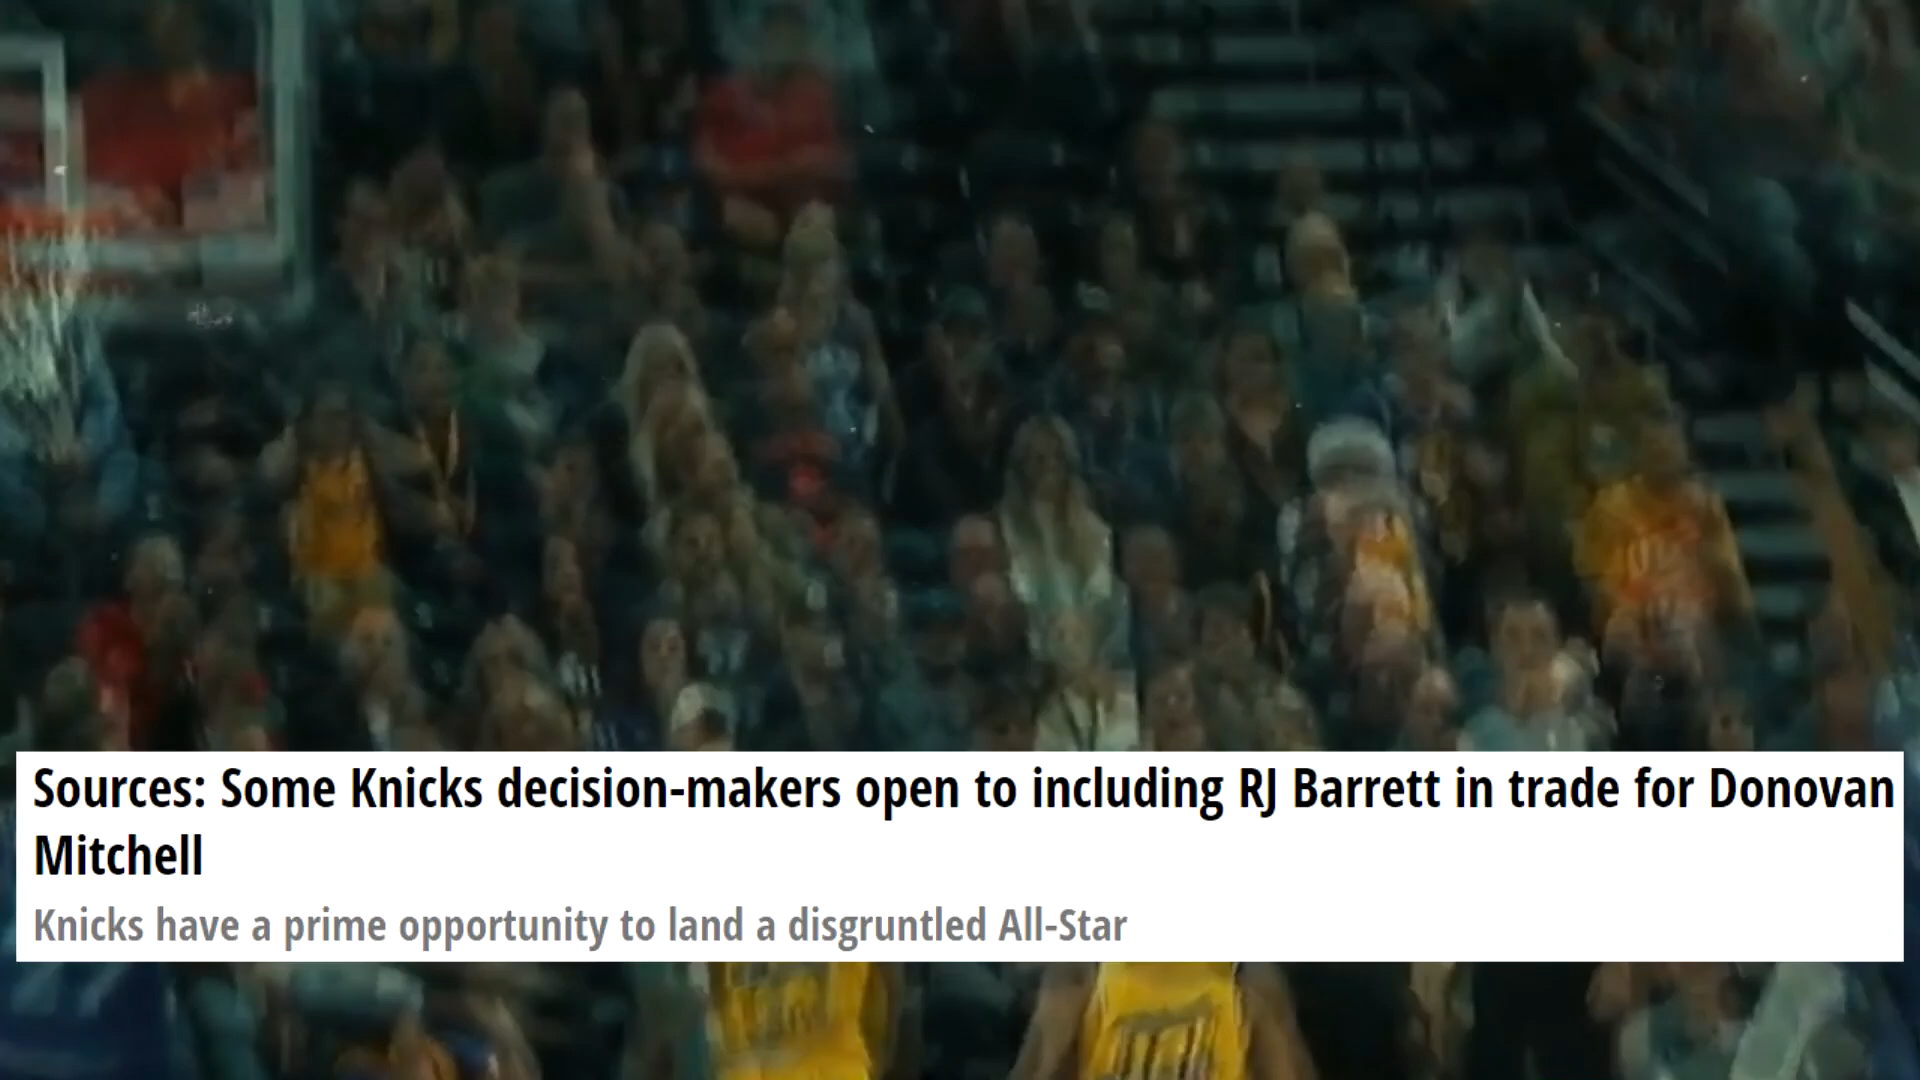 Sources: Some Knicks decision-makers open to including RJ Barrett in trade for Donovan
Mitchell
Knicks have a prime opportunity to land a disgruntled All-Star